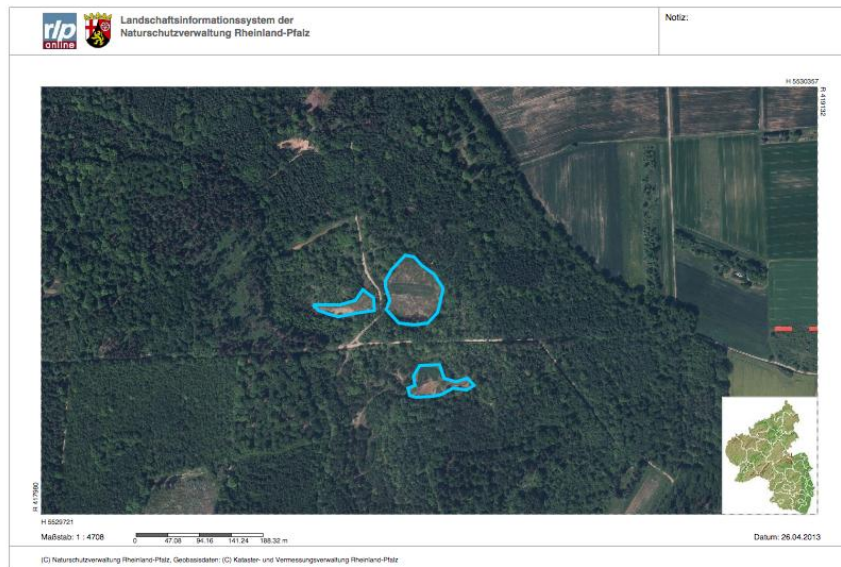 rlp
online
Landschaftsinformationssystem der
Naturschutzverwaltung Rheinland-Pfalz
Notiz:
H 5530357
R 419132
R 417980
H 5529721
Maßstab: 1 : 4708
0 47.08 94.16 141.24 188.32 m
Datum: 26.04.2013
(C) Naturschutzverwaltung Rheinland-Pfalz, Geobasisdaten: (C) Kataster- und Vermessungsverwaltung Rheinland-Pfalz